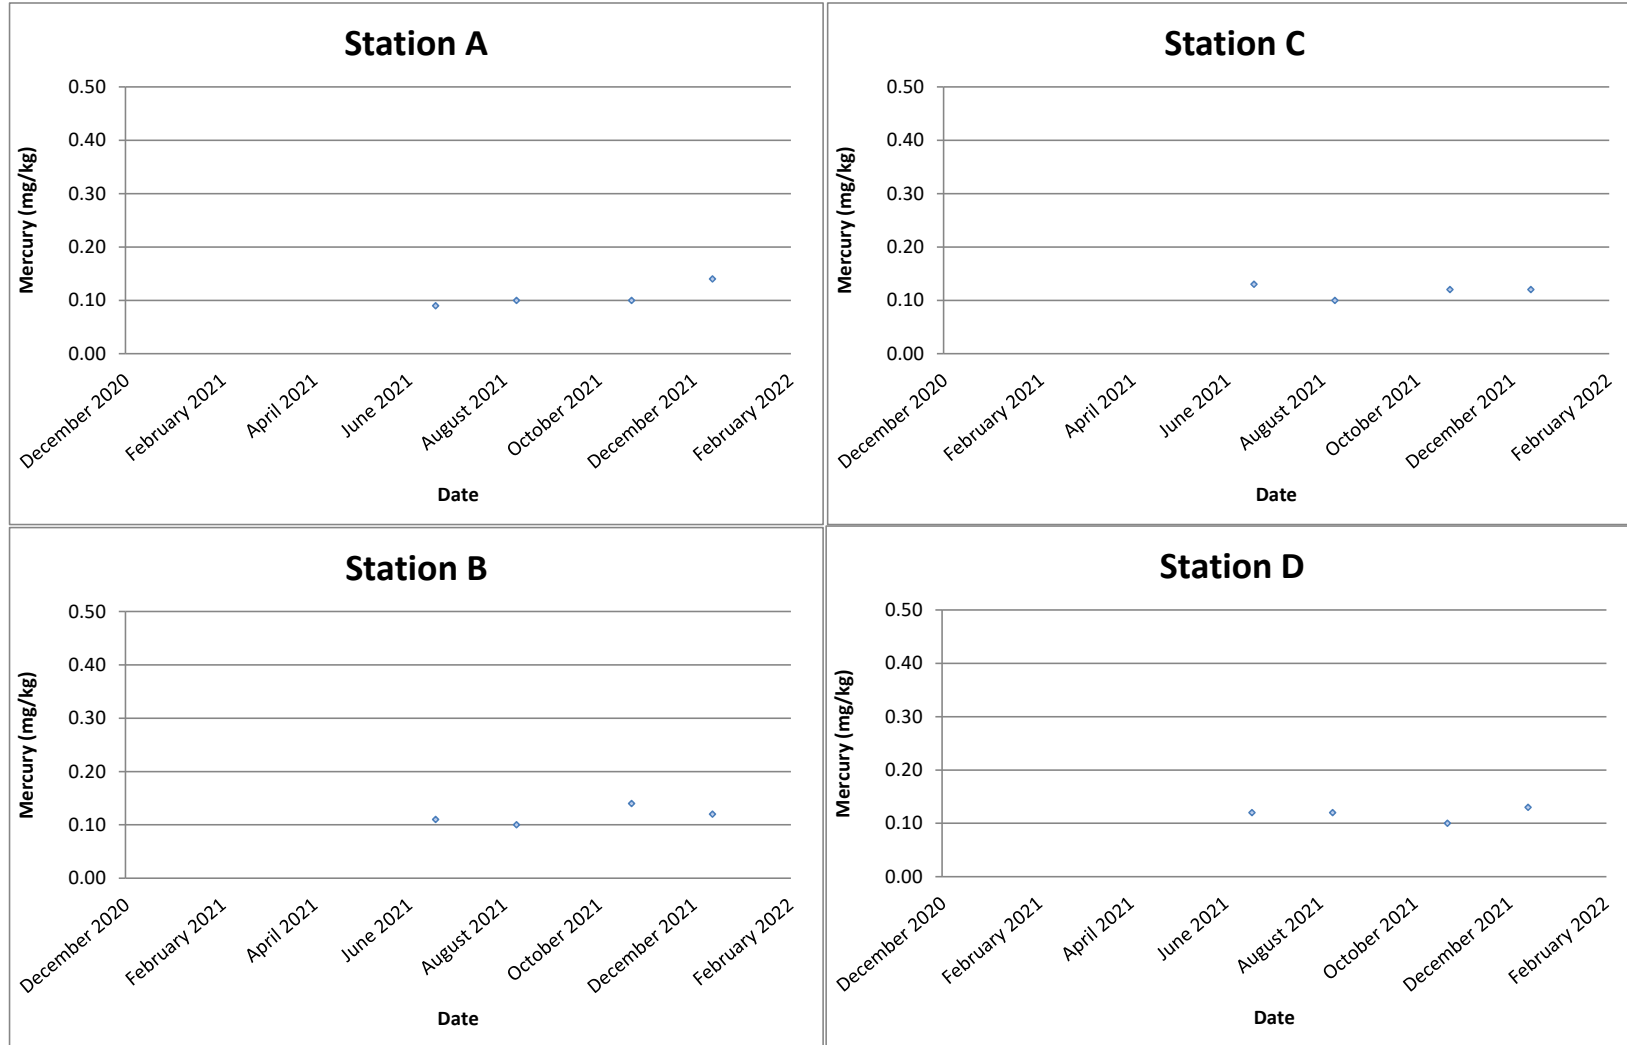 Station A
Mercury (mg/kg)
0.50
0.40
0.30
0.20
0.10
0.00
December 2020
February 2021
April 2021
June 2021
August 2021
October 2021
December 2021
February 2022
Date
Station C
Mercury (mg/kg)
0.50
0.40
0.30
0.20
0.10
0.00
December 2020
February 2021
April 2021
June 2021
August 2021
October 2021
December 2021
February 2022
Date
Station B
Mercury (mg/kg)
0.50
0.40
0.30
0.20
0.10
0.00
December 2020
February 2021
April 2021
June 2021
August 2021
October 2021
December 2021
February 2022
Date
Station D
Mercury (mg/kg)
0.50
0.40
0.30
0.20
0.10
0.00
December 2020
February 2021
April 2021
June 2021
August 2021
October 2021
December 2021
February 2022
Date